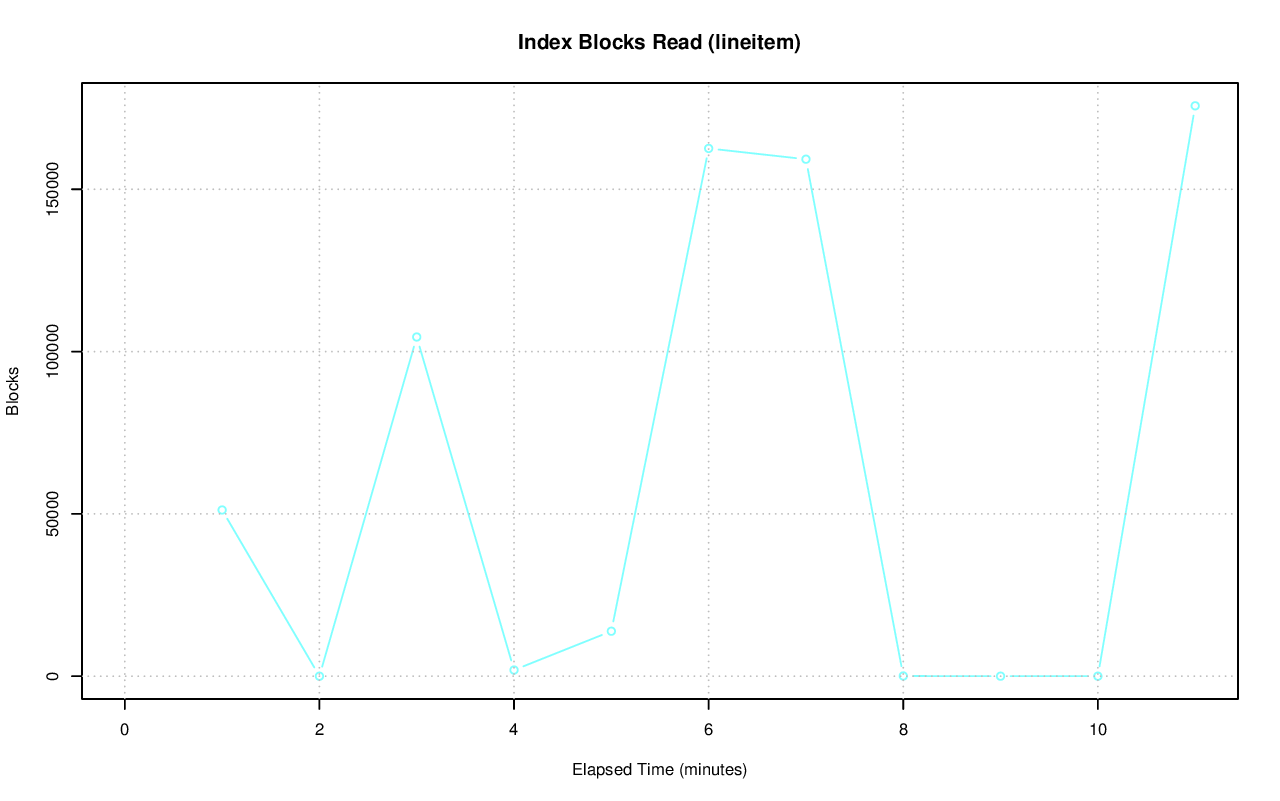 Index Blocks Read (lineitem)
Blocks
150000
100000
50000
0
0 2 4 6 8 10
Elapsed Time (minutes)